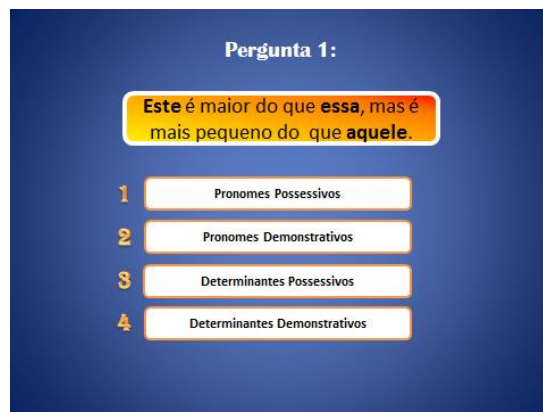 Pergunta 1:
Este é maior do que essa, mas é
mais pequeno do que aquele.
1 Pronomes Possessivos
2 Pronomes Demonstrativos
3 Determinantes Possessivos
4 Determinantes Demonstrativos